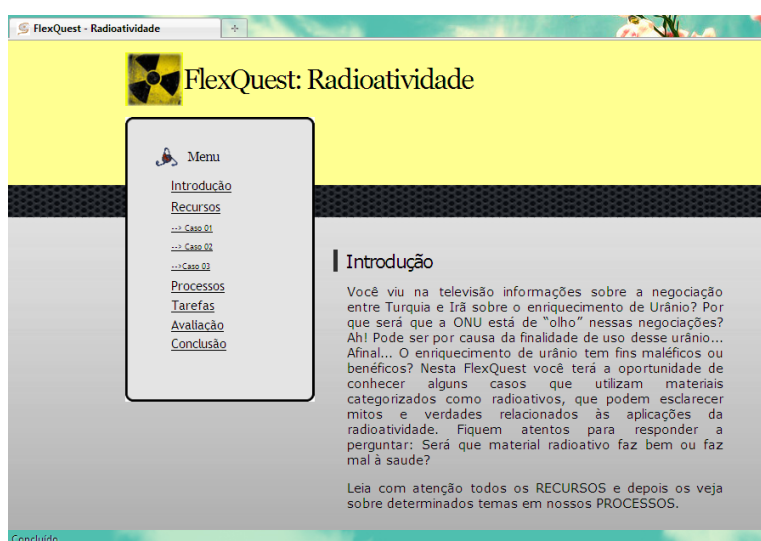 FlexQuest - Radioatividade
FlexQuest: Radioatividade
Menu
Introdução
Recursos
--> Caso 01
--> Caso 02
-->Caso 03
Processos
Tarefas
Avaliação
Conclusão
Introdução
Você viu na televisão informações sobre a negociação
entre Turquia e Irã sobre o enriquecimento de Urânio? Por
que será que a ONU está de “olho” nessas negociações?
Ah! Pode ser por causa da finalidade de uso desse urânio...
Afinal... O enriquecimento de urânio tem fins maléficos ou
benéficos? Nesta FlexQuest você terá a oportunidade de
conhecer alguns casos que utilizam materiais
categorizados como radioativos, que podem esclarecer
mitos e verdades relacionados às aplicações da
radioatividade. Fiquem atentos para responder a
perguntar: Será que material radioativo faz bem ou faz
mal à saude?
Leia com atenção todos os RECURSOS e depois os veja
sobre determinados temas em nossos PROCESSOS.
Concluído